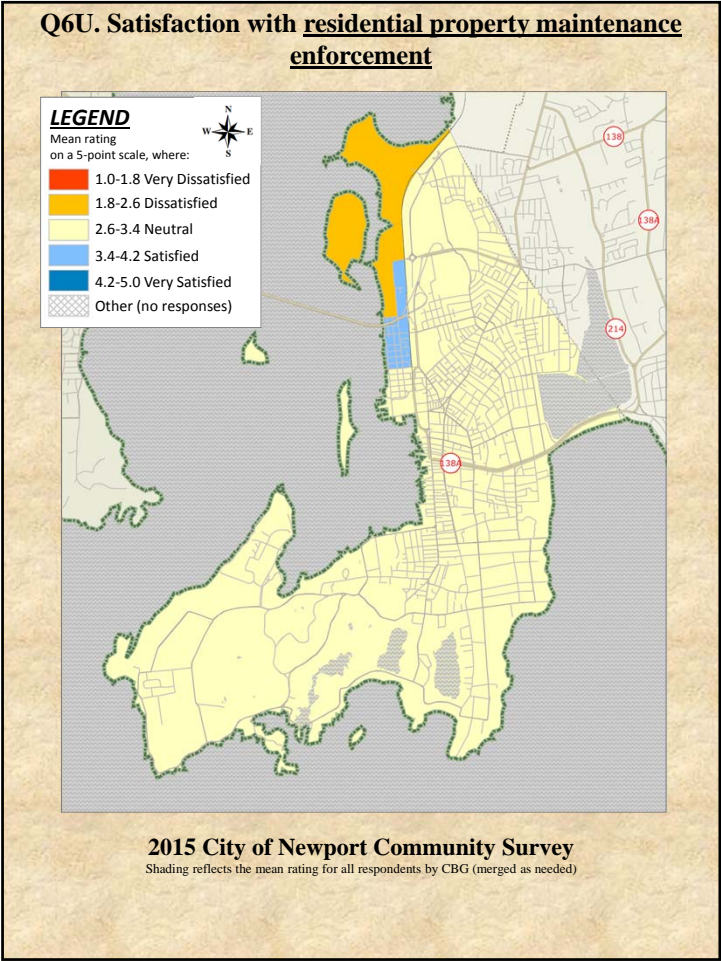 Q6U. Satisfaction with residential property maintenance
enforcement
LEGEND
Mean rating
on a 5-point scale, where:
1.0-1.8 Very Dissatisfied
1.8-2.6 Dissatisfied
2.6-3.4 Neutral
3.4-4.2 Satisfied
4.2-5.0 Very Satisfied
Other (no responses)
N
W E
S
138
138A
214
138A
2015 City of Newport Community Survey
Shading reflects the mean rating for all respondents by CBG (merged as needed)